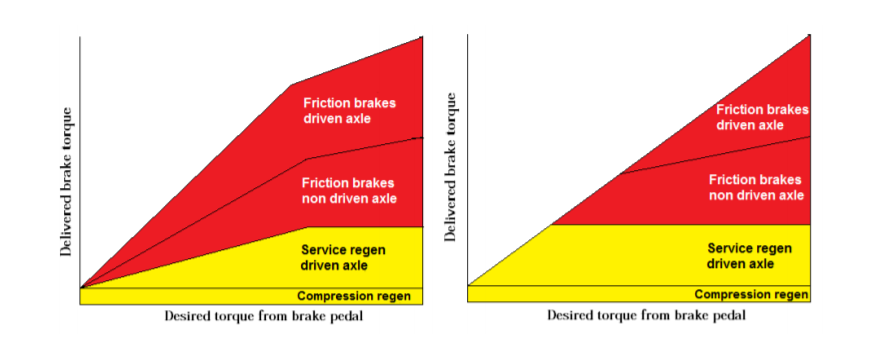 Delivered brake torque
Friction brakes
driven axle
Friction brakes
non driven axle
Service regen
driven axle
Compression regen
Desired torque from brake pedal
Delivered brake torque
Friction brakes
driven axle
Friction brakes
non driven axle
Service regen
driven axle
Compression regen
Desired torque from brake pedal